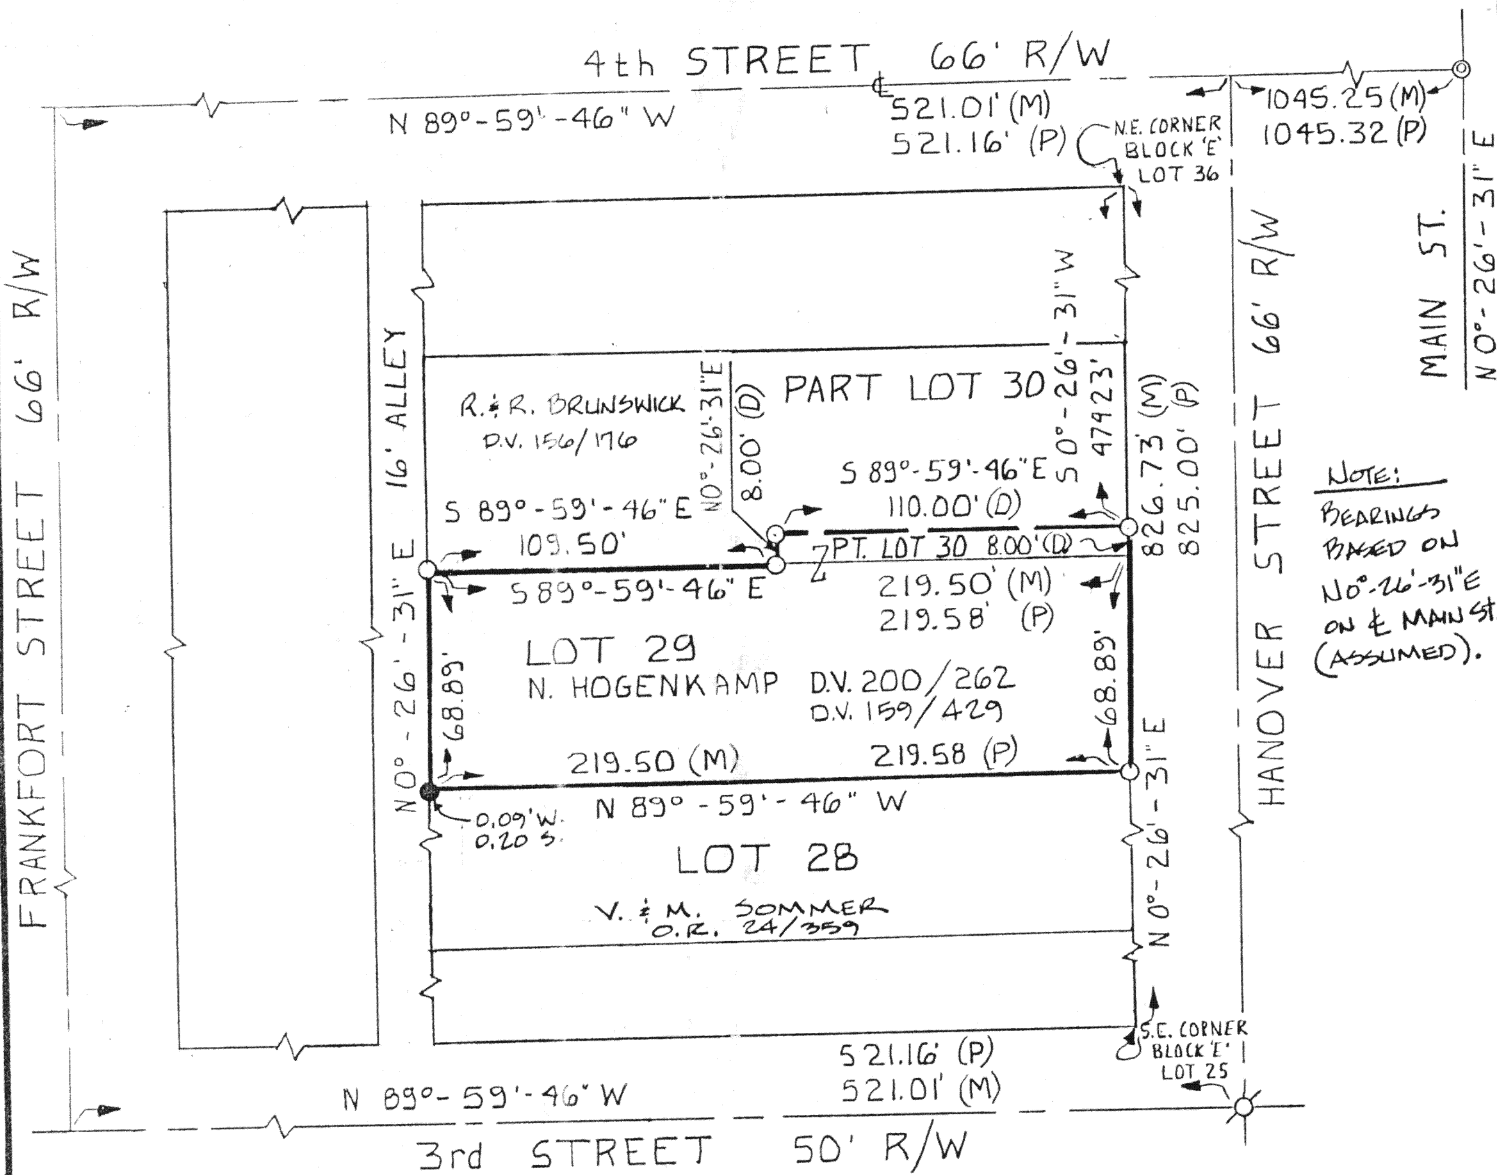 4th STREET 66' R/W
N 89°-59'-46" W
521.01' (M)
521.16' (P)
1045.25 (M)
1045.32 (P)
N.E. CORNER
BLOCK 'E'
LOT 36
MAIN ST.
N 0°-26'-31" E
FRANKFORT STREET 66' R/W
16' ALLEY
N 0°-26'-31" E
R. & R. BRUNSWICK
D.V. 156/176
N 0°-26'-31" E
8.00' (D)
PART LOT 30
S 0°-26'-31" W
479.23'
826.73' (M)
825.00' (P)
HANOVER STREET 66' R/W
S 89°-59'-46" E
110.00' (D)
S 89°-59'-46" E
109.50'
PT. LOT 30 8.00' (D)
S 89°-59'-46" E
219.50' (M)
219.58' (P)
NOTE:
BEARINGS
BASED ON
N 0°-26'-31" E
ON ℄ MAIN St.
(ASSUMED).
LOT 29
N. HOGENKAMP D.V. 200/262
D.V. 159/429
68.89'
68.89'
219.50 (M) 219.58 (P)
N 89°-59'-46" W
0.09' W.
0.20 S.
LOT 28
V. & M. SOMMER
O.R. 24/359
N 0°-26'-31" E
S.E. CORNER
BLOCK 'E'
LOT 25
521.16' (P)
521.01' (M)
N 89°-59'-46" W
3rd STREET 50' R/W